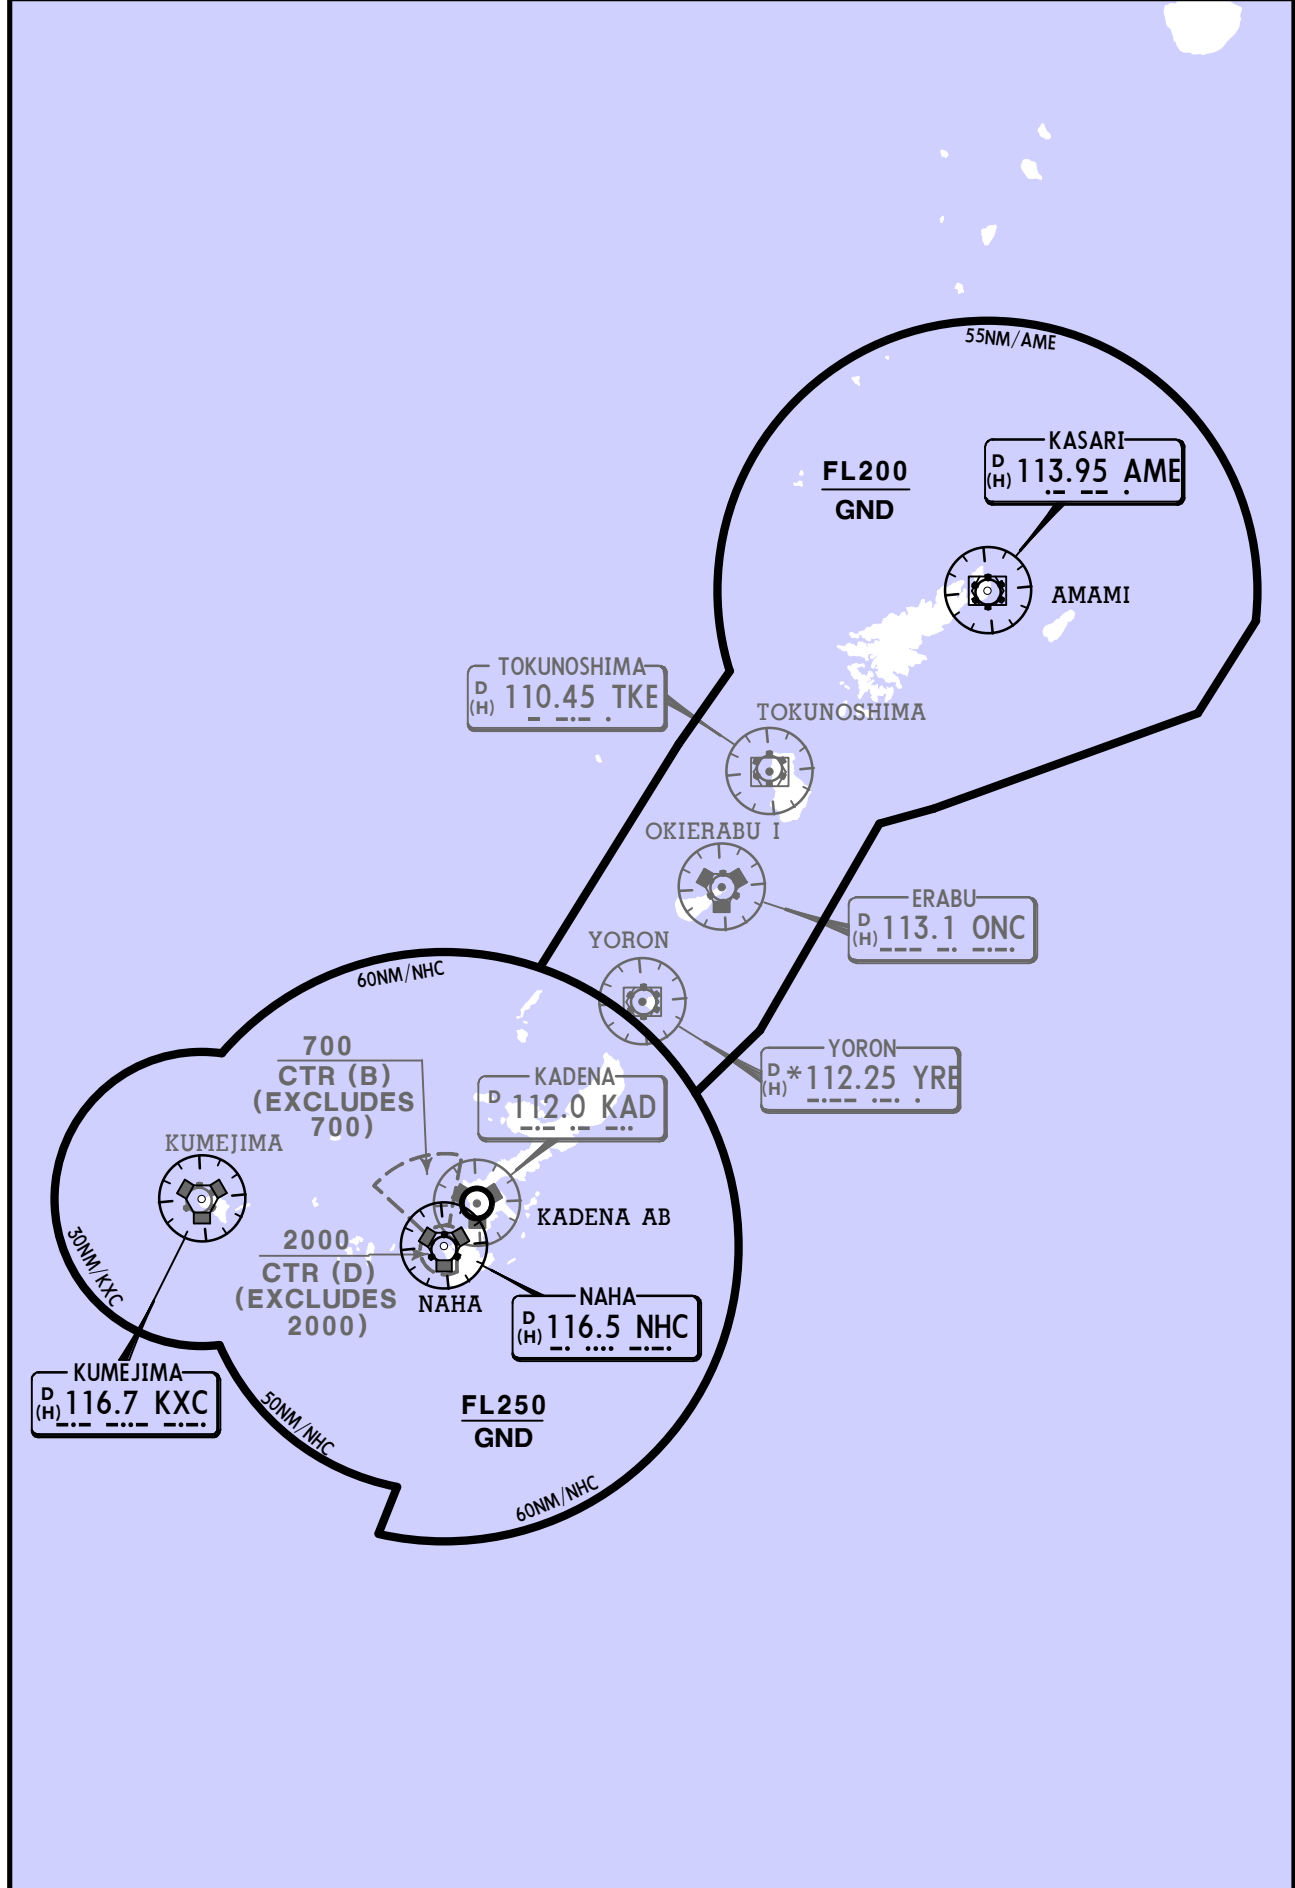 55NM/AME
KASARI
D
(H) 113.95 AME
FL200
GND
AMAMI
TOKUNOSHIMA
D
(H) 110.45 TKE
TOKUNOSHIMA
OKIERABU I
ERABU
D
(H) 113.1 ONC
YORON
60NM/NHC
YORON
D
(H) *112.25 YRE
700
CTR (B)
(EXCLUDES
700)
KADENA
D 112.0 KAD
KUMEJIMA
KADENA AB
30NM/KXC
2000
CTR (D)
(EXCLUDES
2000)
NAHA
NAHA
D
(H) 116.5 NHC
KUMEJIMA
D
(H) 116.7 KXC
50NM/NHC
FL250
GND
60NM/NHC